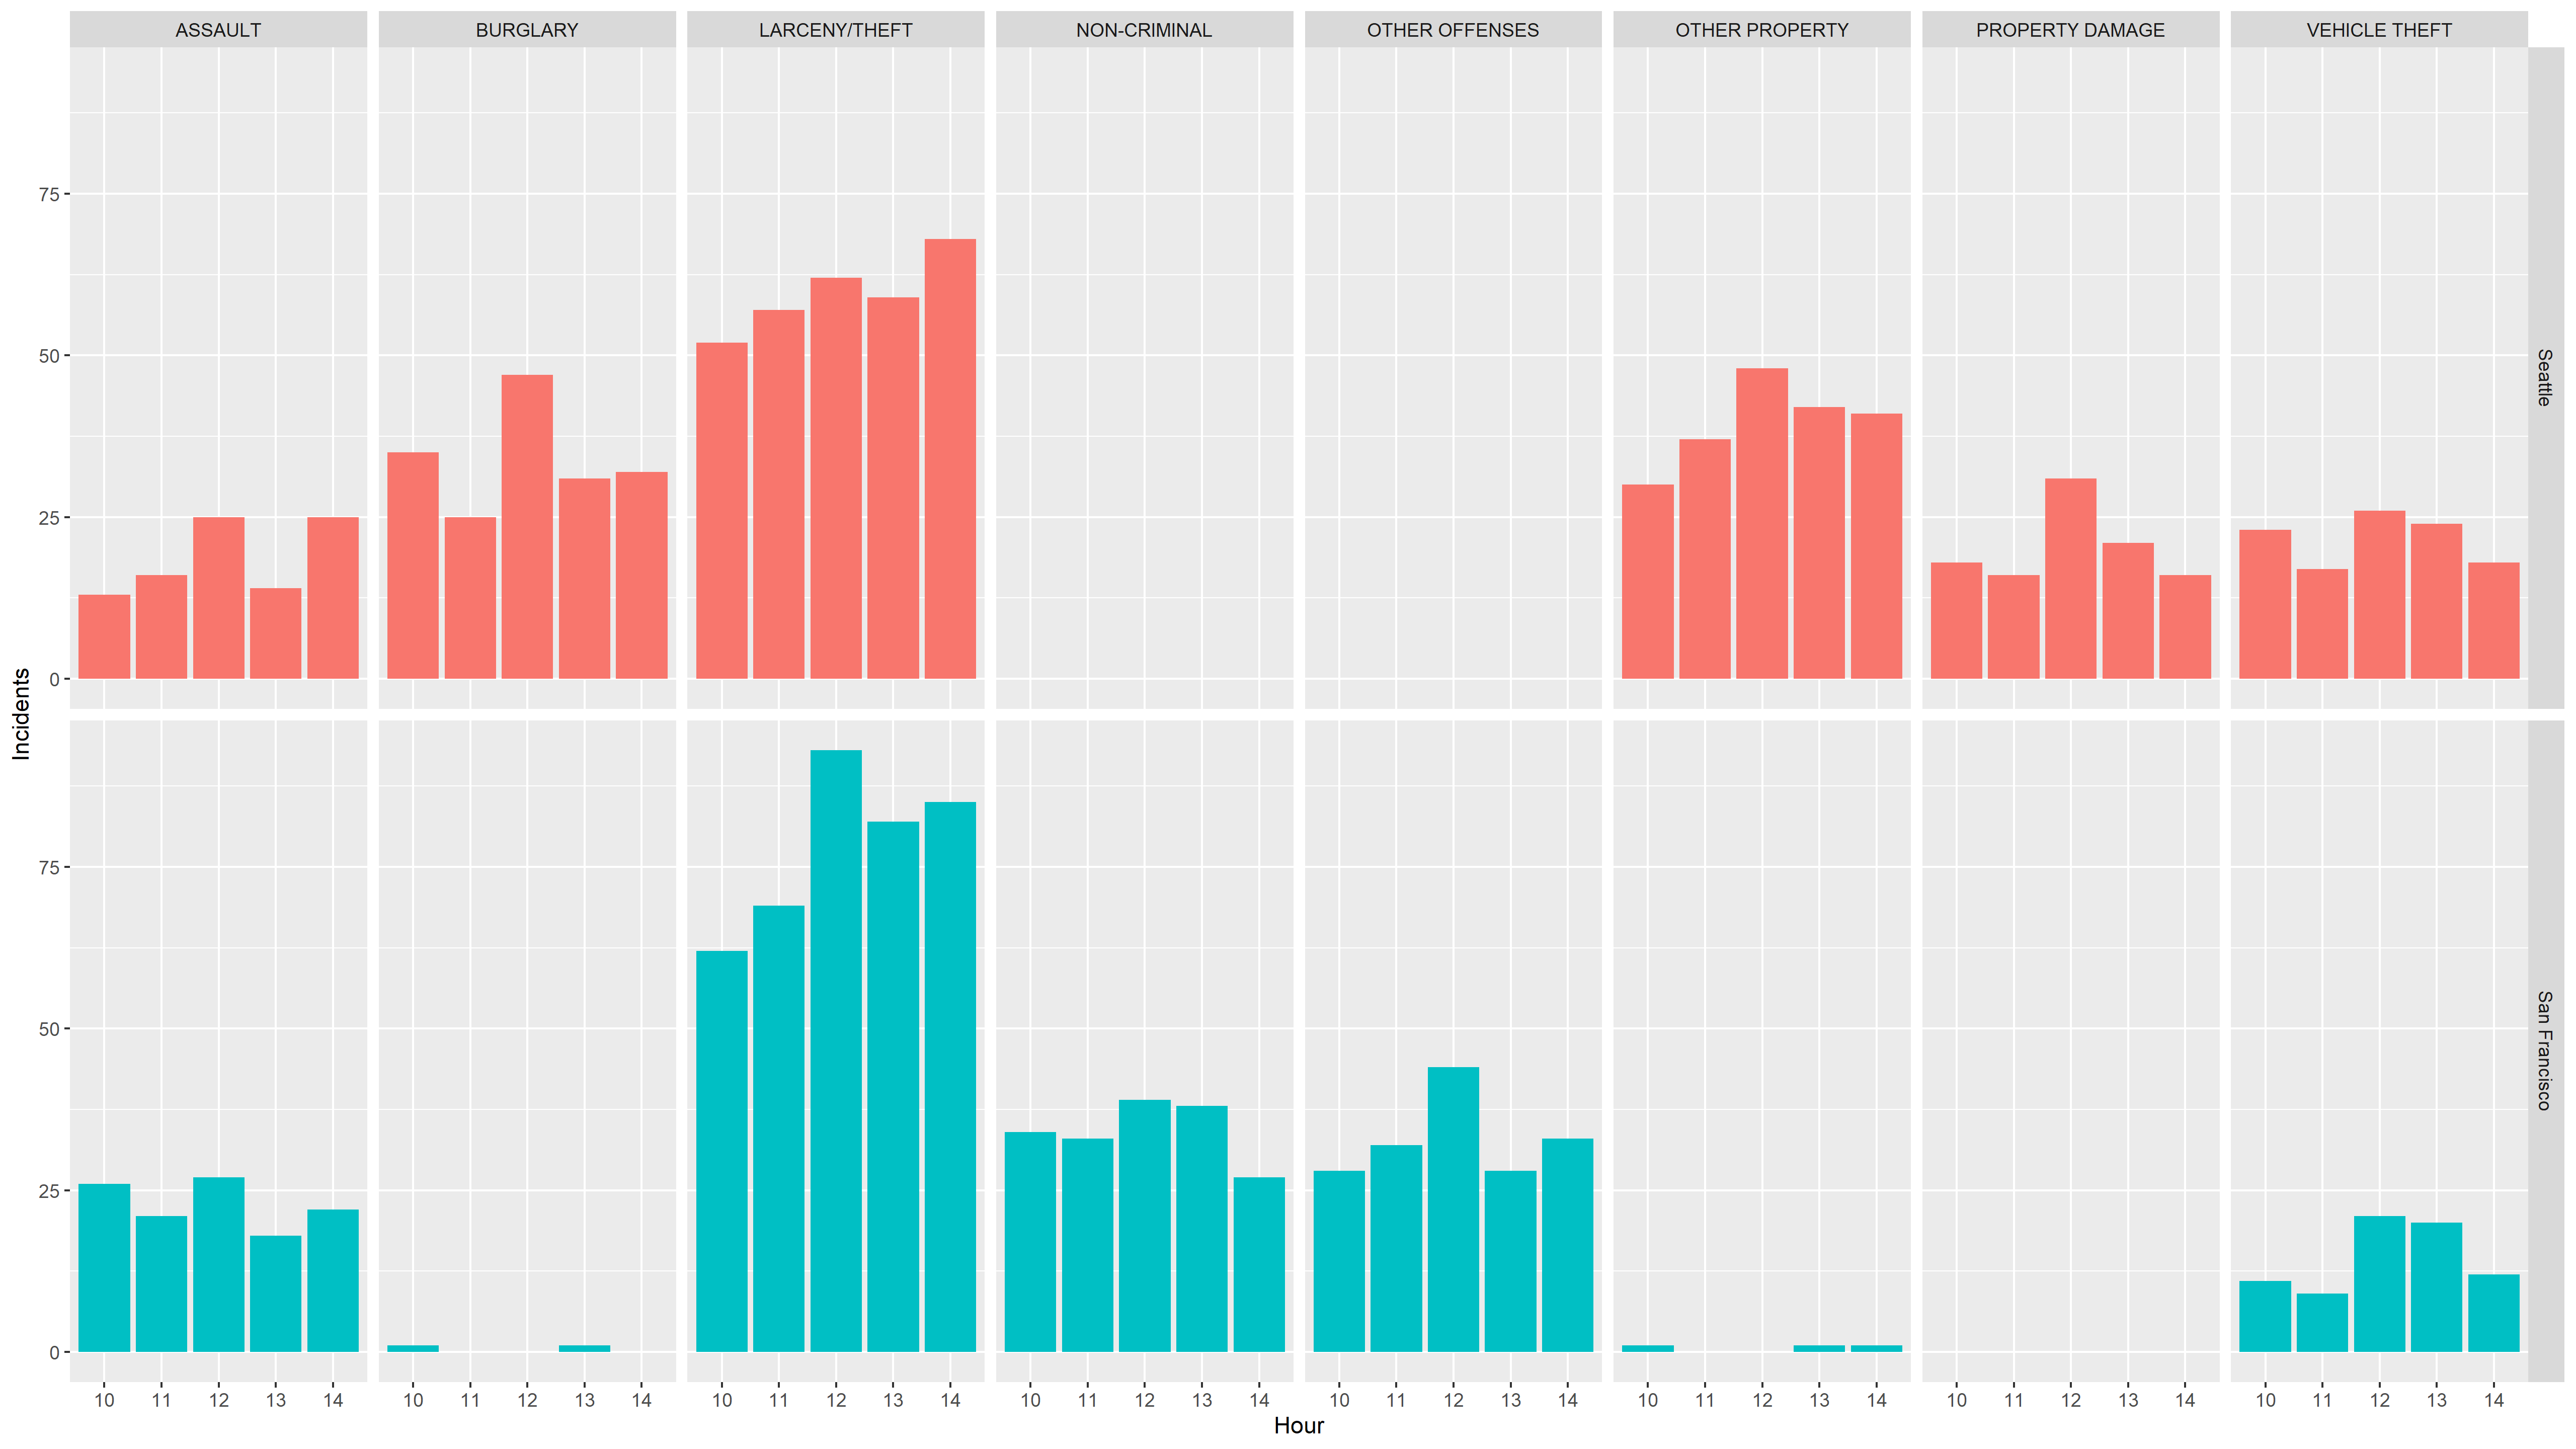 ASSAULT BURGLARY LARCENY/THEFT NON-CRIMINAL OTHER OFFENSES OTHER PROPERTY PROPERTY DAMAGE VEHICLE THEFT
75
50
25
0
Seattle
Incidents
75
50
25
0
San Francisco
10 11 12 13 14 10 11 12 13 14 10 11 12 13 14 10 11 12 13 14 10 11 12 13 14 10 11 12 13 14 10 11 12 13 14 10 11 12 13 14
Hour